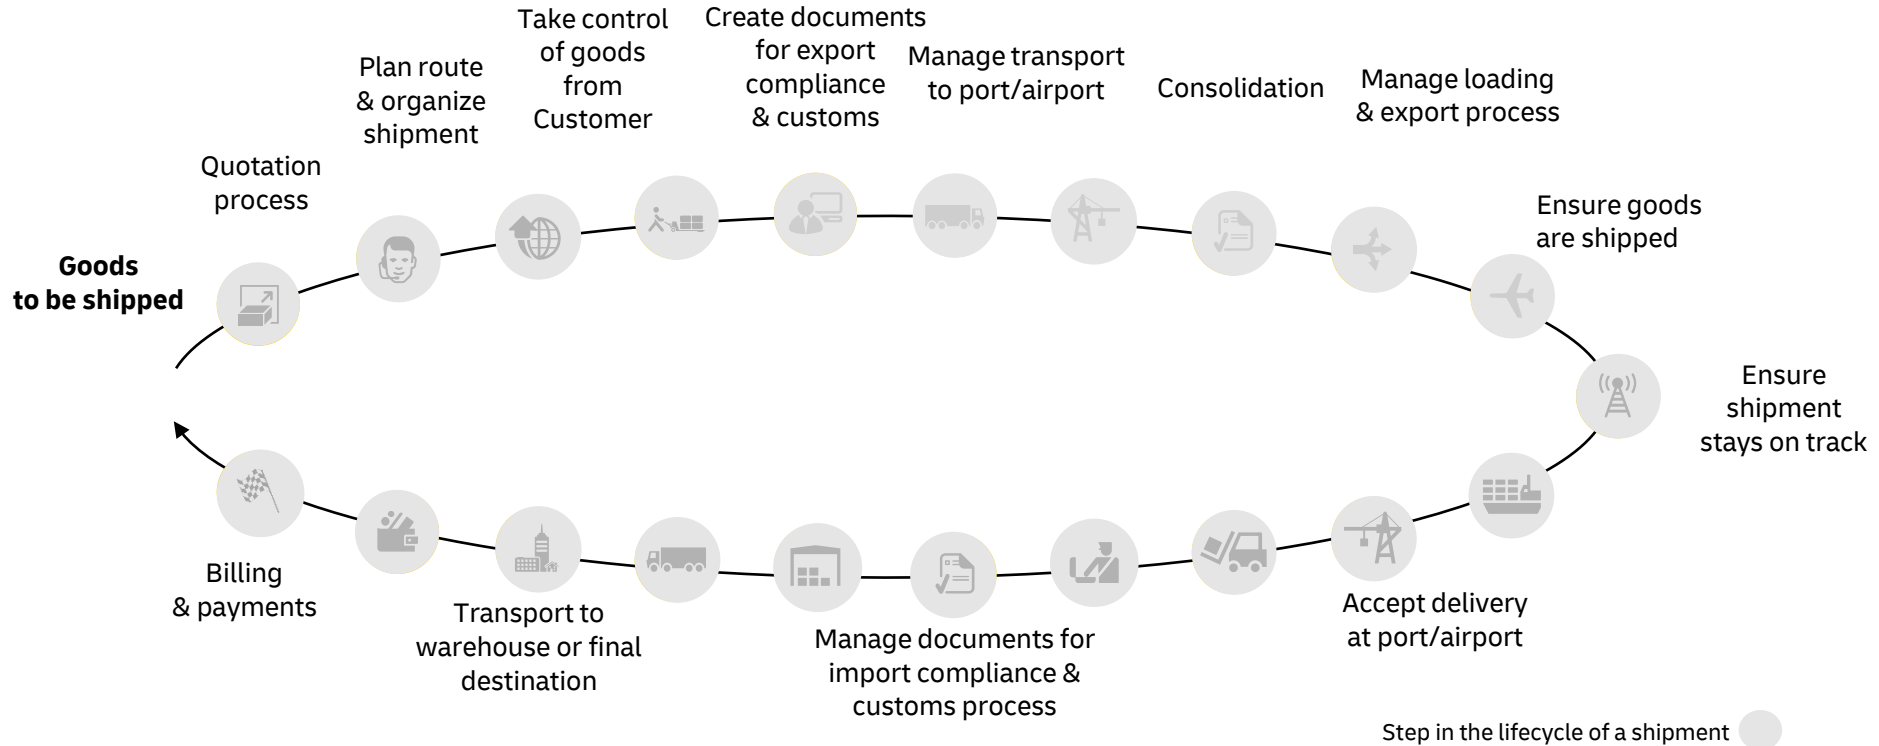 Goods
to be shipped
Quotation
process
Plan route
& organize
shipment
Take control
of goods
from
Customer
Create documents
for export
compliance
& customs
Manage transport
to port/airport
Consolidation
Manage loading
& export process
Ensure goods
are shipped
Ensure
shipment
stays on track
Accept delivery
at port/airport
Manage documents for
import compliance &
customs process
Transport to
warehouse or final
destination
Billing
& payments
Step in the lifecycle of a shipment